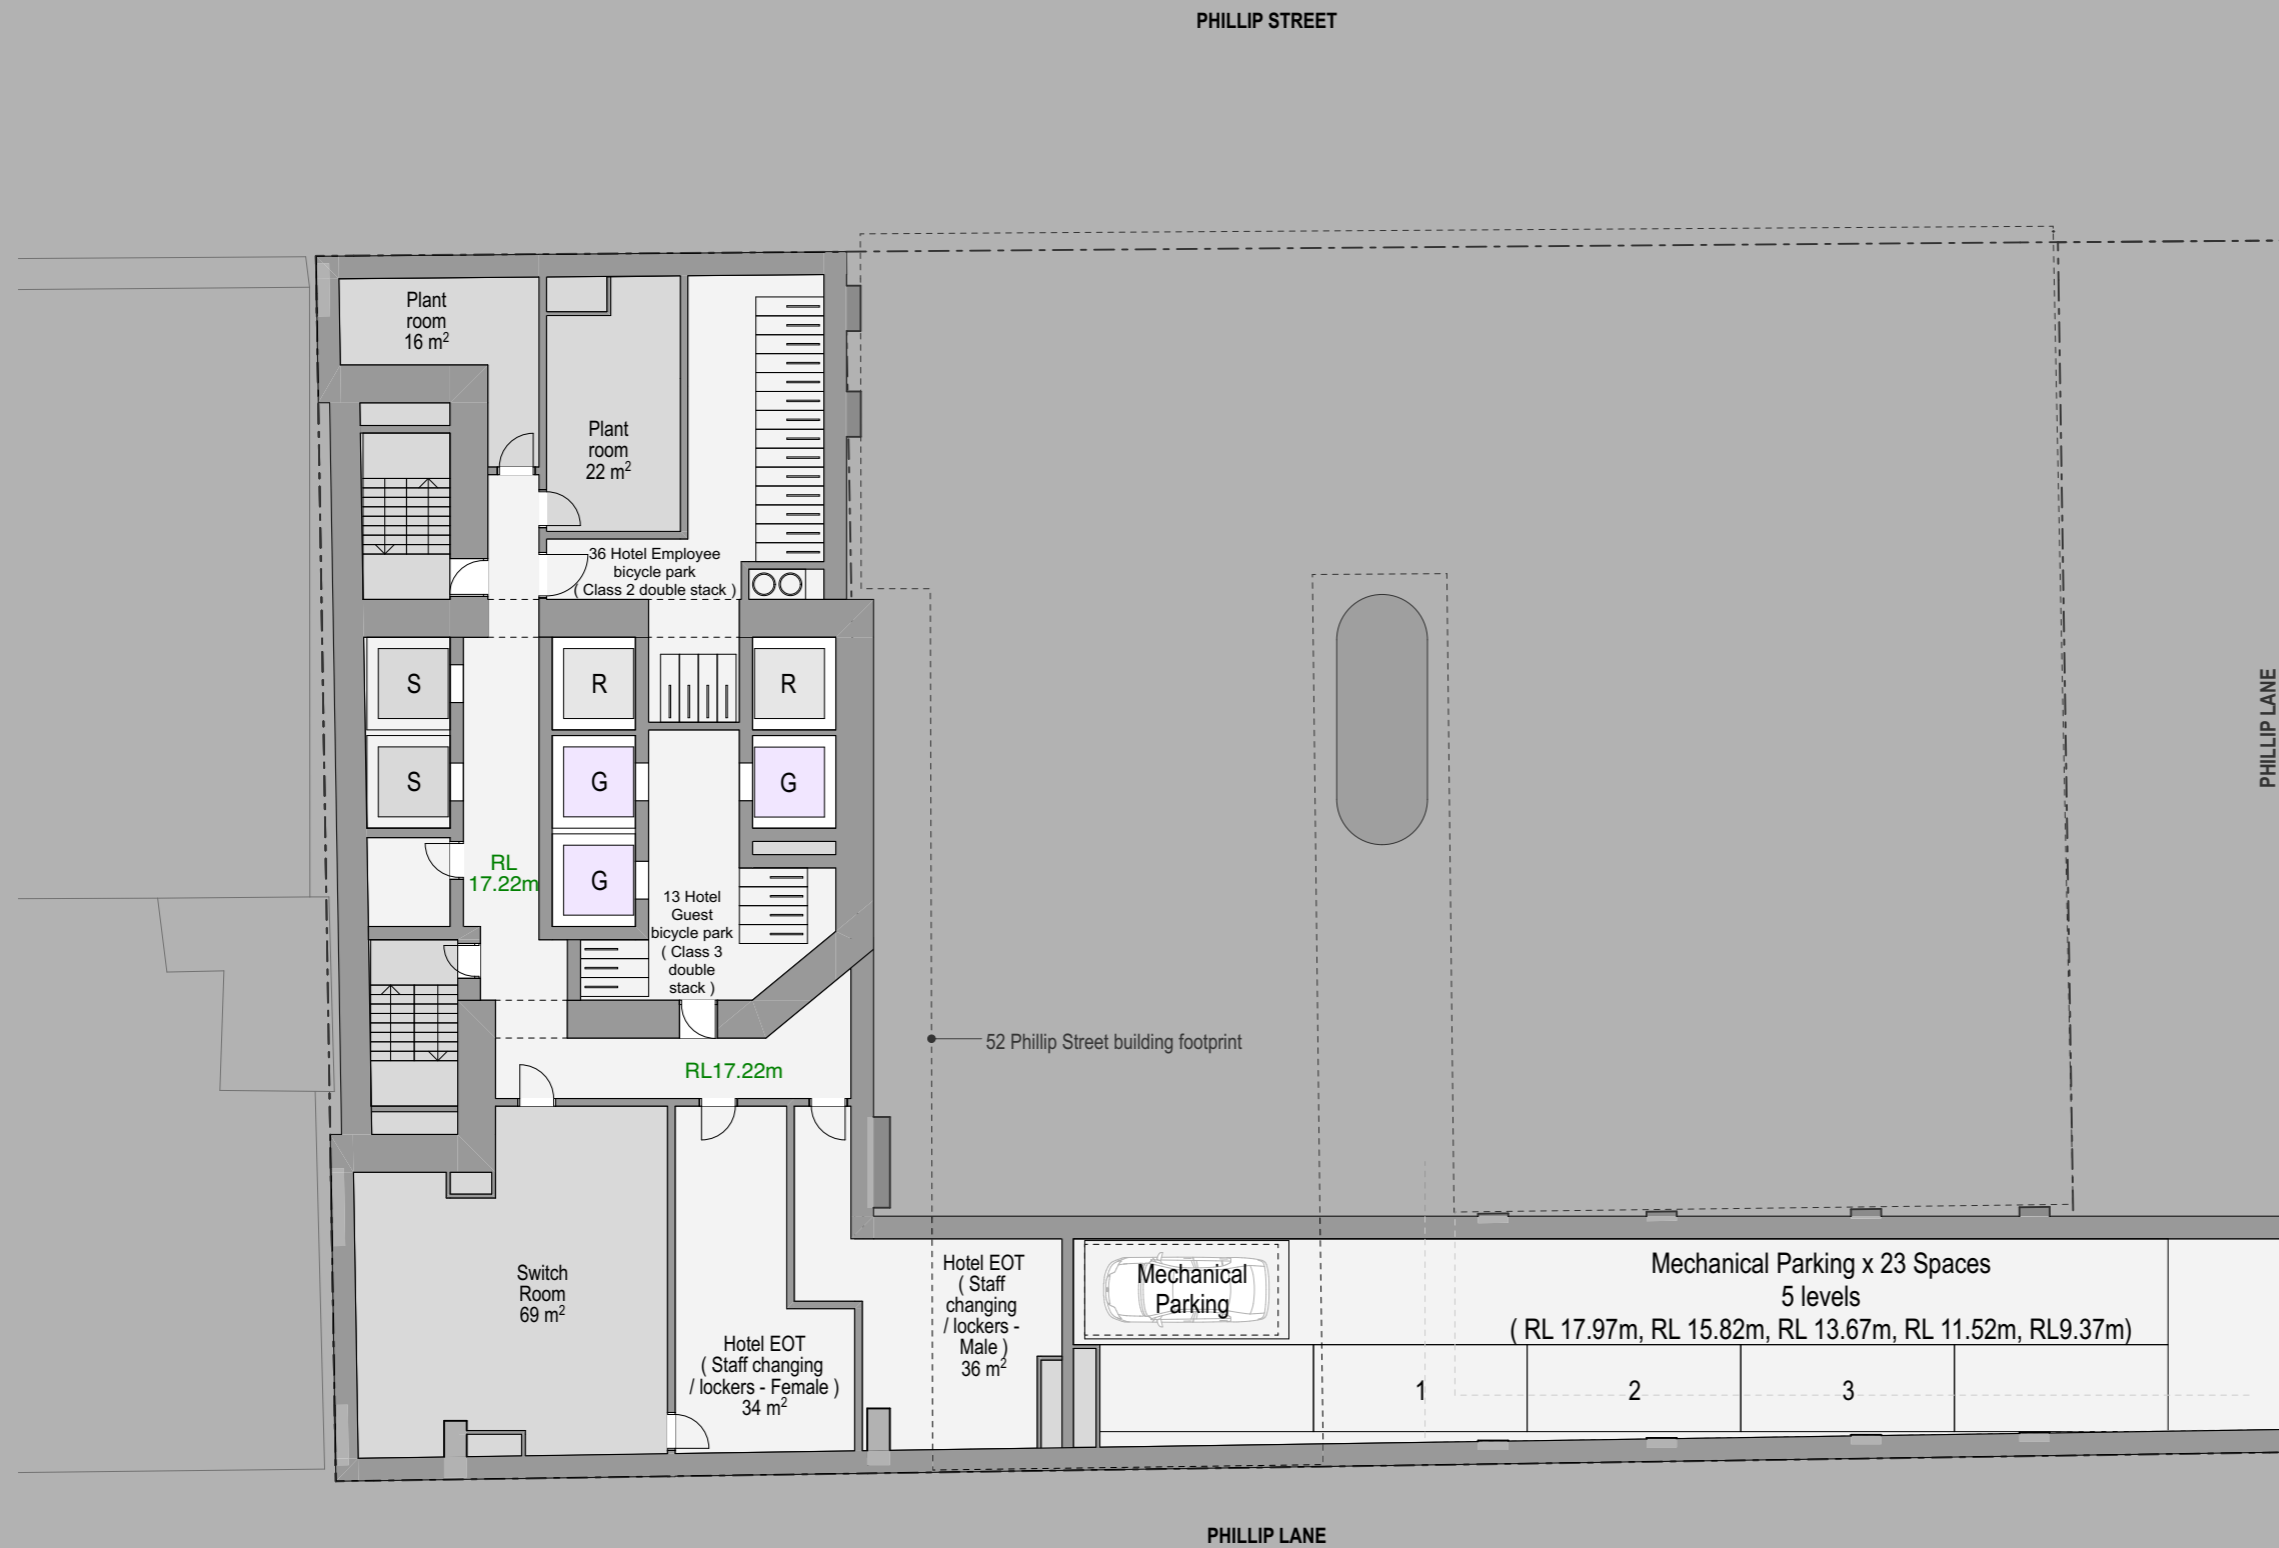 PHILLIP STREET
Plant
room
16 m²
Plant
room
22 m²
36 Hotel Employee
bicycle park
( Class 2 double stack )
S
R
R
S
G
G
RL
17.22m
G
13 Hotel
Guest
bicycle park
( Class 3
double
stack )
PHILLIP LANE
52 Phillip Street building footprint
RL17.22m
Switch
Room
69 m²
Hotel EOT
( Staff changing
/ lockers - Female )
34 m²
Hotel EOT
( Staff
changing
/ lockers -
Male )
36 m²
Mechanical
Parking
Mechanical Parking x 23 Spaces
5 levels
( RL 17.97m, RL 15.82m, RL 13.67m, RL 11.52m, RL9.37m)
1
2
3
PHILLIP LANE